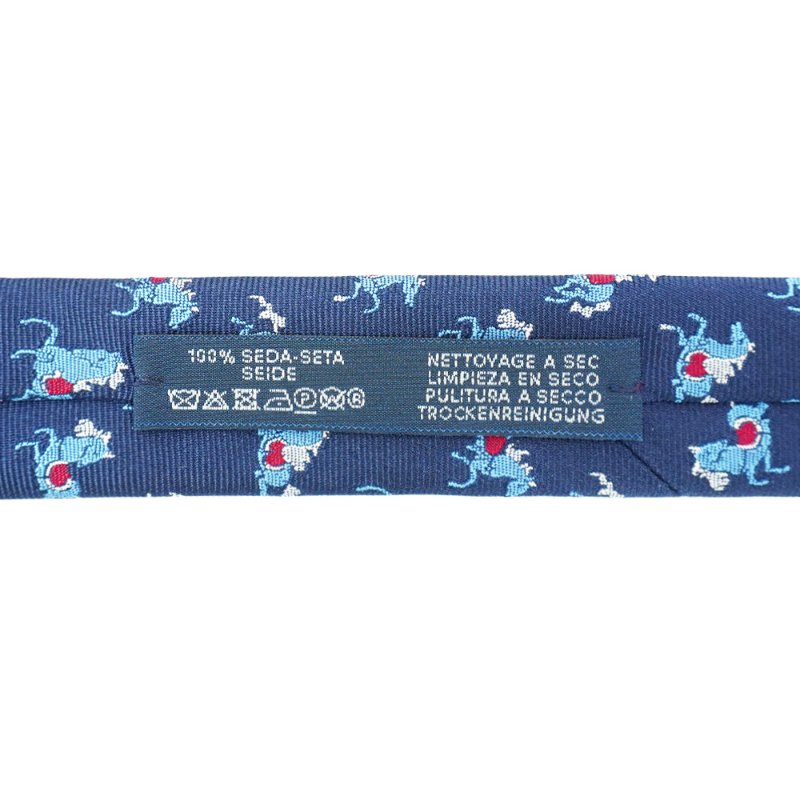 100% SEDA-SETA
SEIDE
NETTOYAGE A SEC
LIMPIEZA EN SECO
PULITURA A SECCO
TROCKENREINIGUNG
P W ®